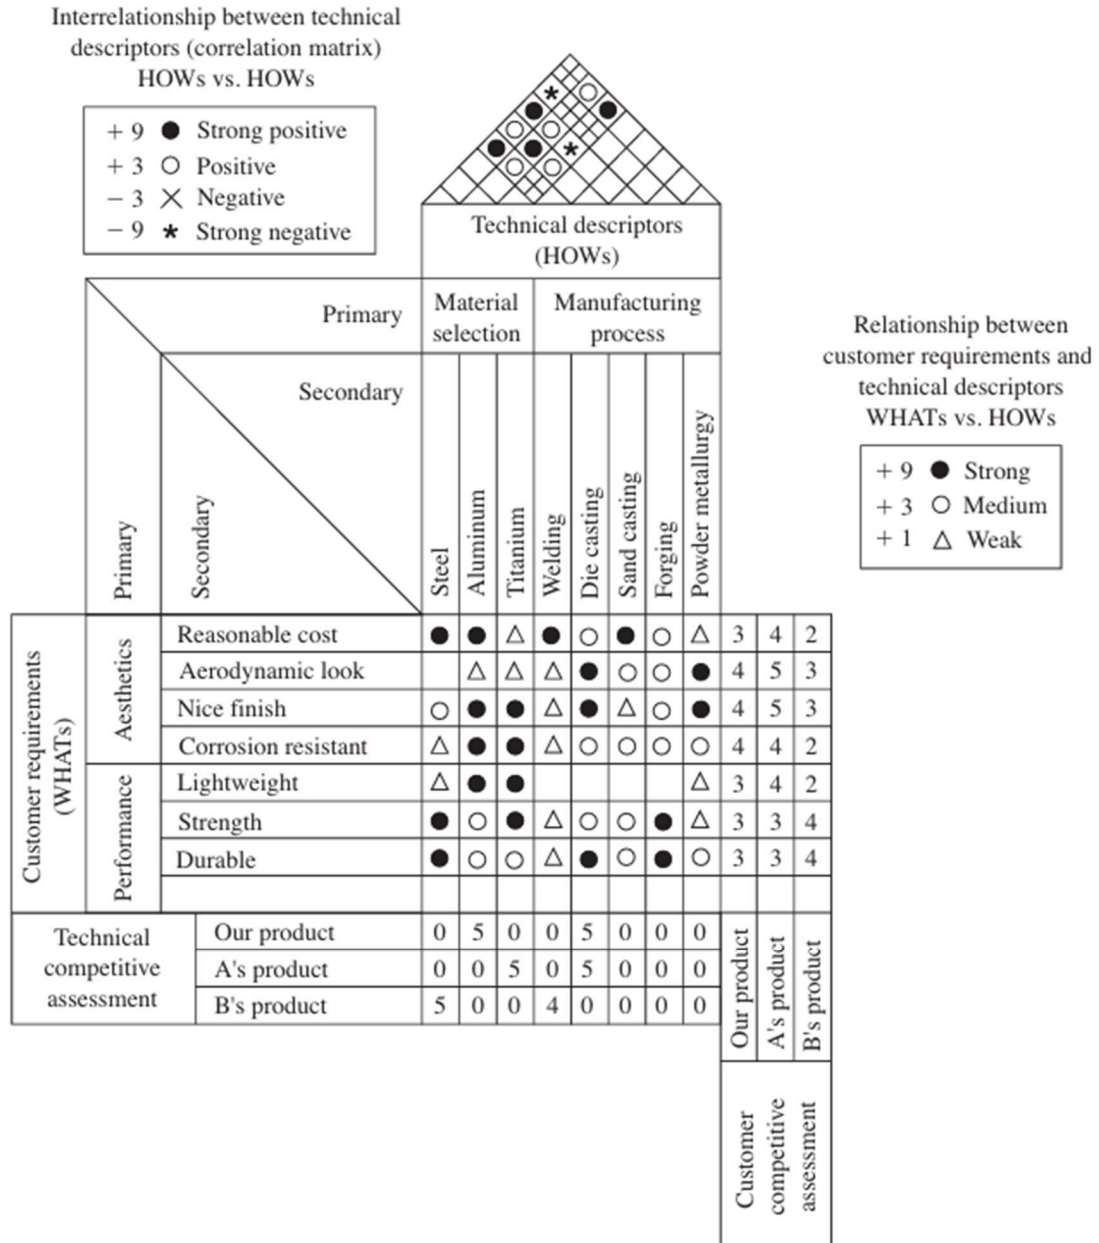 Interrelationship between technical
descriptors (correlation matrix)
HOWs vs. HOWs
+ 9 ● Strong positive
+ 3 ○ Positive
− 3 ✕ Negative
− 9 * Strong negative
Technical descriptors
(HOWs)
Primary
Material
selection
Manufacturing
process
Secondary
Primary
Secondary
Steel
Aluminum
Titanium
Welding
Die casting
Sand casting
Forging
Powder metallurgy
Relationship between
customer requirements and
technical descriptors
WHATs vs. HOWs
+ 9 ● Strong
+ 3 ○ Medium
+ 1 △ Weak
Customer requirements
(WHATs)
Aesthetics
Reasonable cost ● ● △ ● ○ ● ○ △ 3 4 2
Aerodynamic look △ △ △ ● ○ ○ ● 4 5 3
Nice finish ○ ● ● △ ● △ ○ ● 4 5 3
Corrosion resistant △ ● ● △ ○ ○ ○ ○ 4 4 2
Performance
Lightweight △ ● ● △ 3 4 2
Strength ● ○ ● △ ○ ○ ● △ 3 3 4
Durable ● ○ ○ △ ● ○ ● ○ 3 3 4
Technical
competitive
assessment
Our product 0 5 0 0 5 0 0 0
A's product 0 0 5 0 5 0 0 0
B's product 5 0 0 4 0 0 0 0
Our product
A's product
B's product
Customer
competitive
assessment